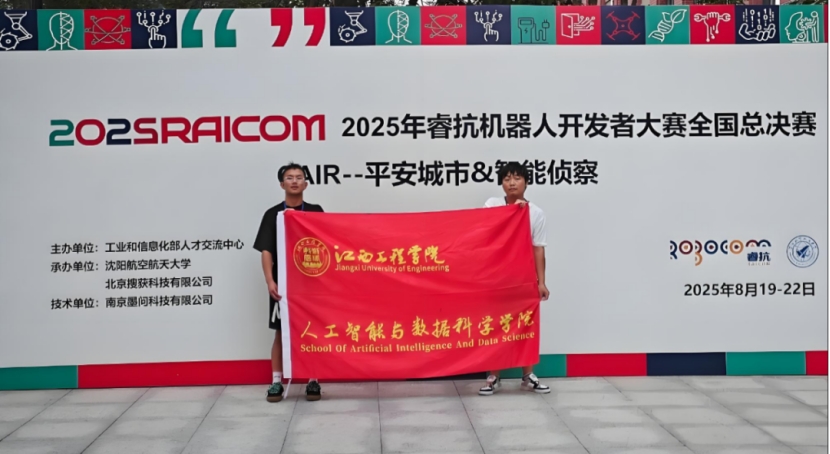 2025RAICOM 2025年睿抗机器人开发者大赛全国总决赛
AIR--平安城市&智能侦察
主办单位：工业和信息化部人才交流中心
承办单位：沈阳航空航天大学
北京搜获科技有限公司
技术单位：南京墨问科技有限公司
睿抗
2025年8月19-22日
江西工程学院
Jiangxi University of Engineering
人工智能与数据科学学院
School Of Artificial Intelligence And Data Science